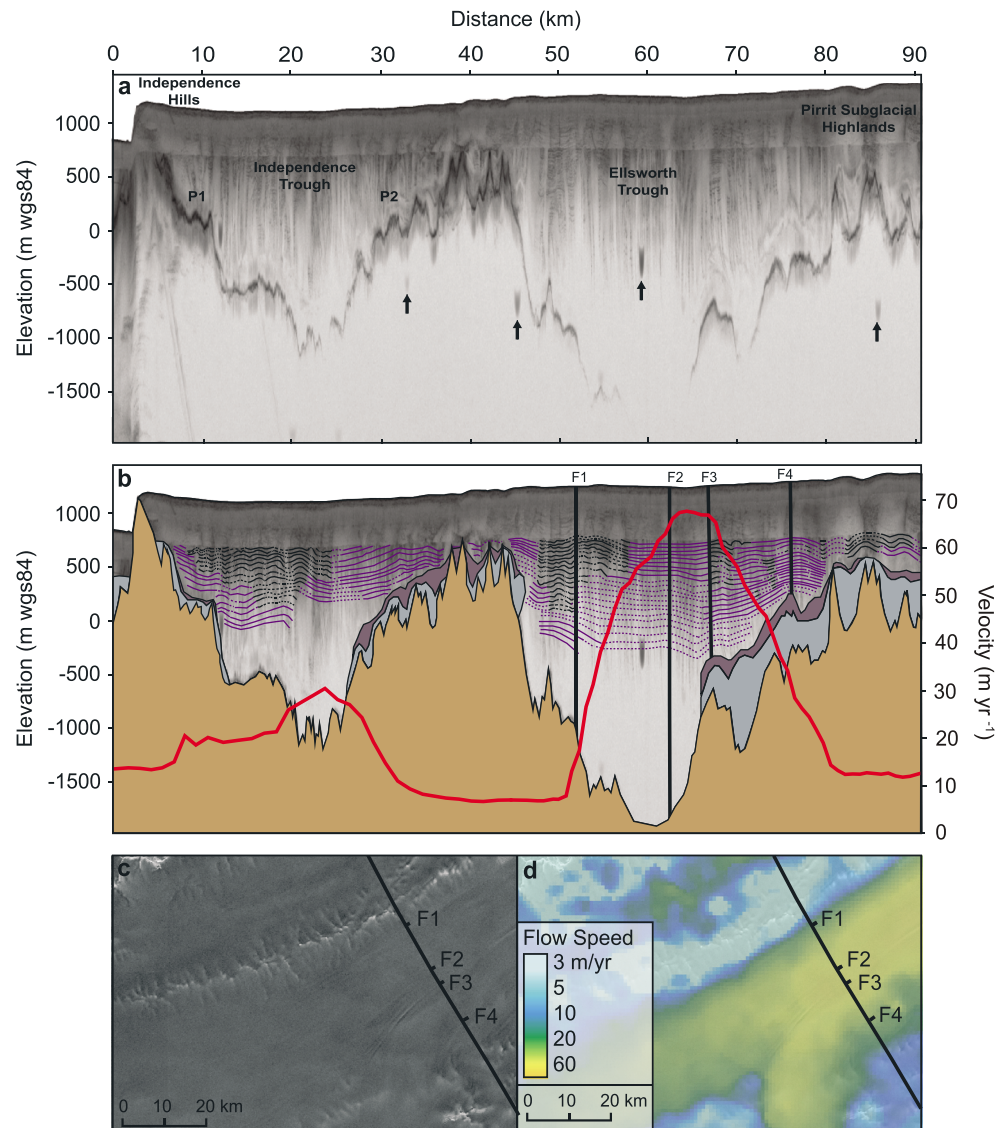 Distance (km)
0 10 20 30 40 50 60 70 80 90
a
Independence
Hills
Pirrit Subglacial
Highlands
Independence
Trough
Ellsworth
Trough
P1
P2
Elevation (m wgs84)
1000
500
0
-500
-1000
-1500
b
F1
F2
F3
F4
Elevation (m wgs84)
1000
500
0
-500
-1000
-1500
70
60
50
40
30
20
10
0
Velocity (m yr -1)
c
F1
F2
F3
F4
0 10 20 km
d
F1
F2
F3
F4
Flow Speed
3 m/yr
5
10
20
60
0 10 20 km